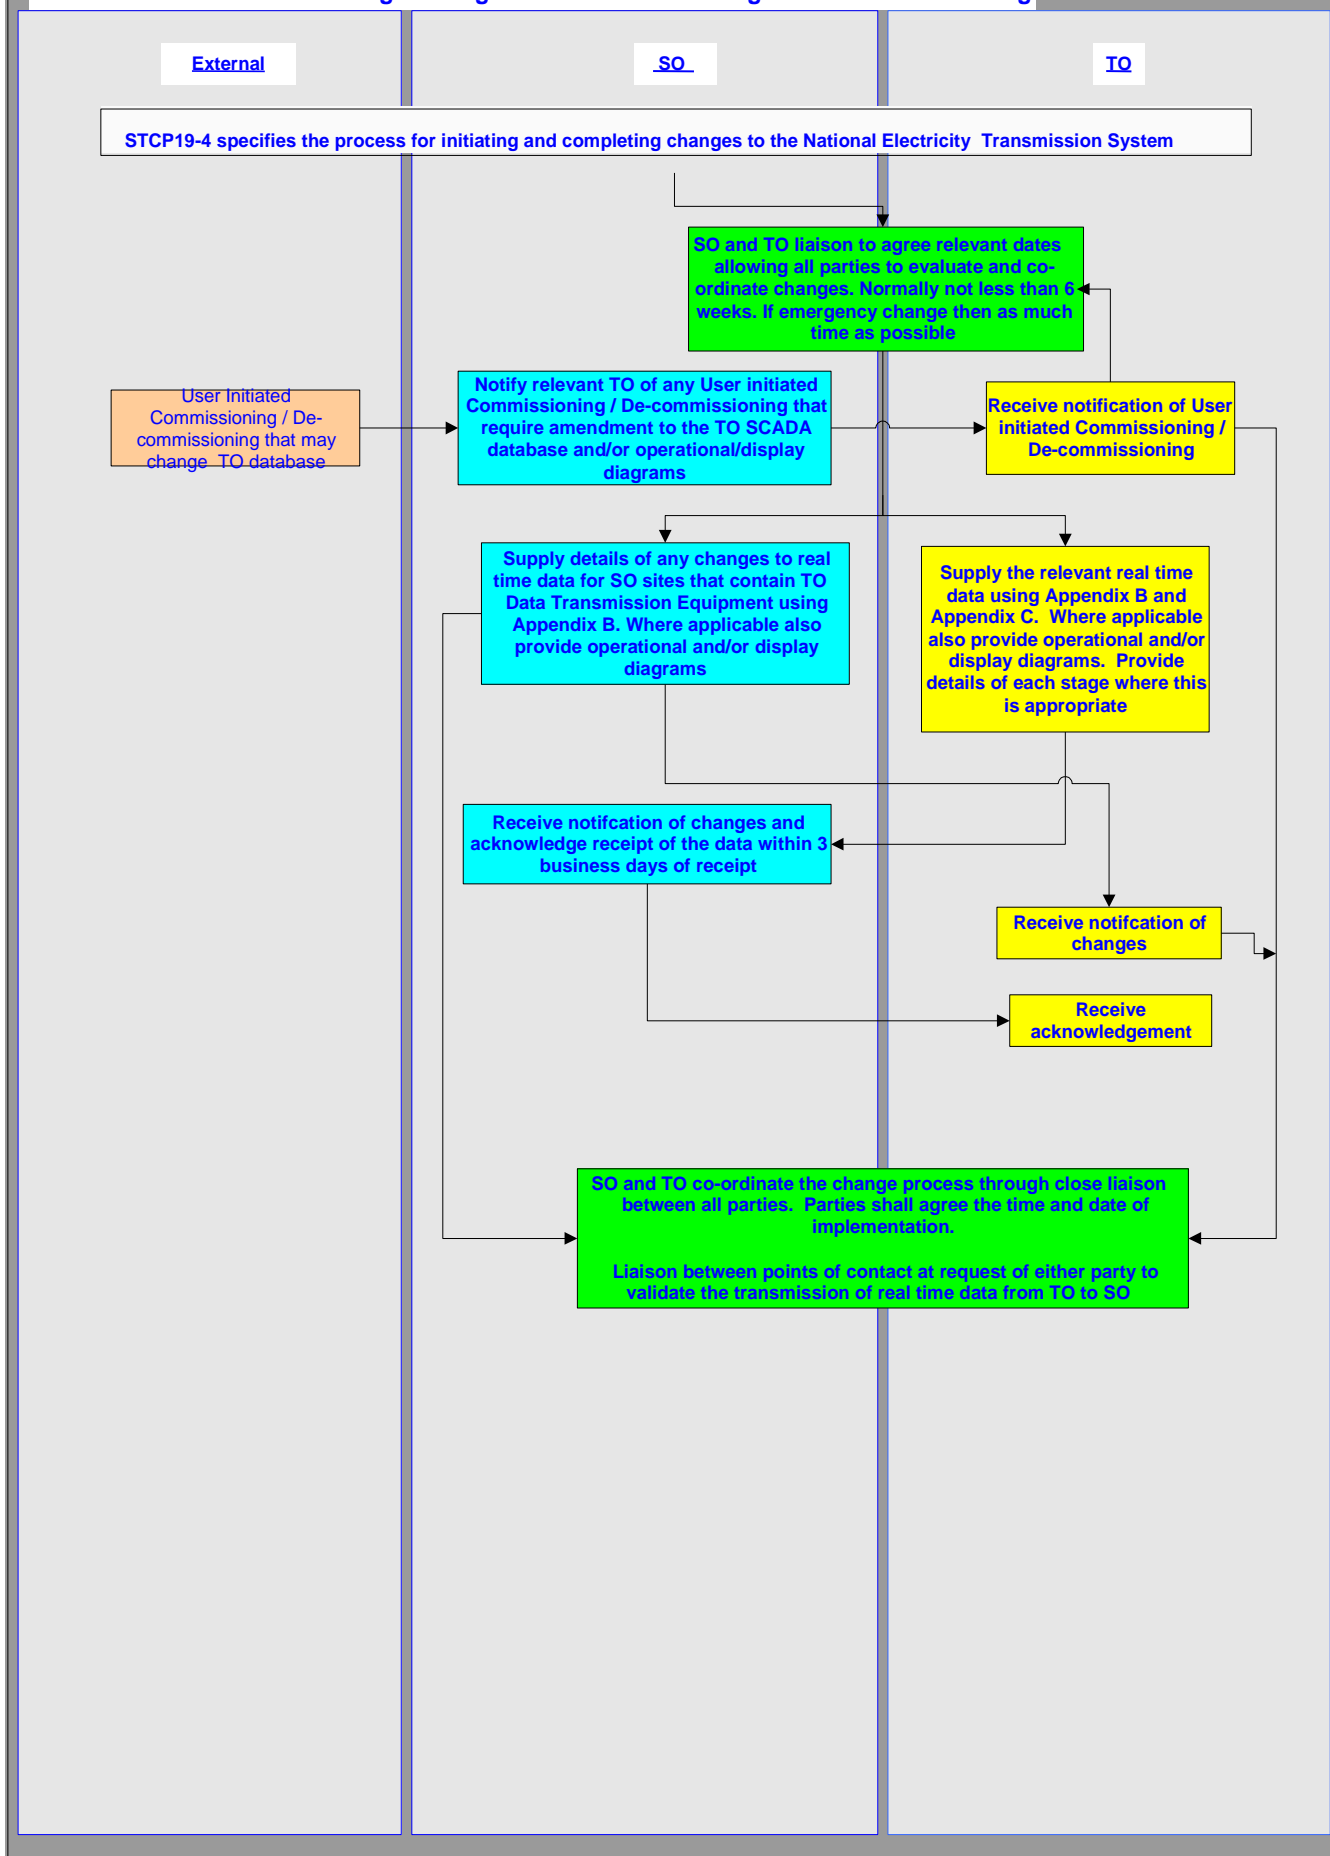 External
SO
TO
STCP19-4 specifies the process for initiating and completing changes to the National Electricity Transmission System
SO and TO liaison to agree relevant dates
allowing all parties to evaluate and co-
ordinate changes. Normally not less than 6
weeks. If emergency change then as much
time as possible
User Initiated
Commissioning / De-
commissioning that may
change TO database
Notify relevant TO of any User initiated
Commissioning / De-commissioning that
require amendment to the TO SCADA
database and/or operational/display
diagrams
Receive notification of User
initiated Commissioning /
De-commissioning
Supply details of any changes to real
time data for SO sites that contain TO
Data Transmission Equipment using
Appendix B. Where applicable also
provide operational and/or display
diagrams
Supply the relevant real time
data using Appendix B and
Appendix C. Where applicable
also provide operational and/or
display diagrams. Provide
details of each stage where this
is appropriate
Receive notifcation of changes and
acknowledge receipt of the data within 3
business days of receipt
Receive notifcation of
changes
Receive
acknowledgement
SO and TO co-ordinate the change process through close liaison
between all parties. Parties shall agree the time and date of
implementation.
Liaison between points of contact at request of either party to
validate the transmission of real time data from TO to SO